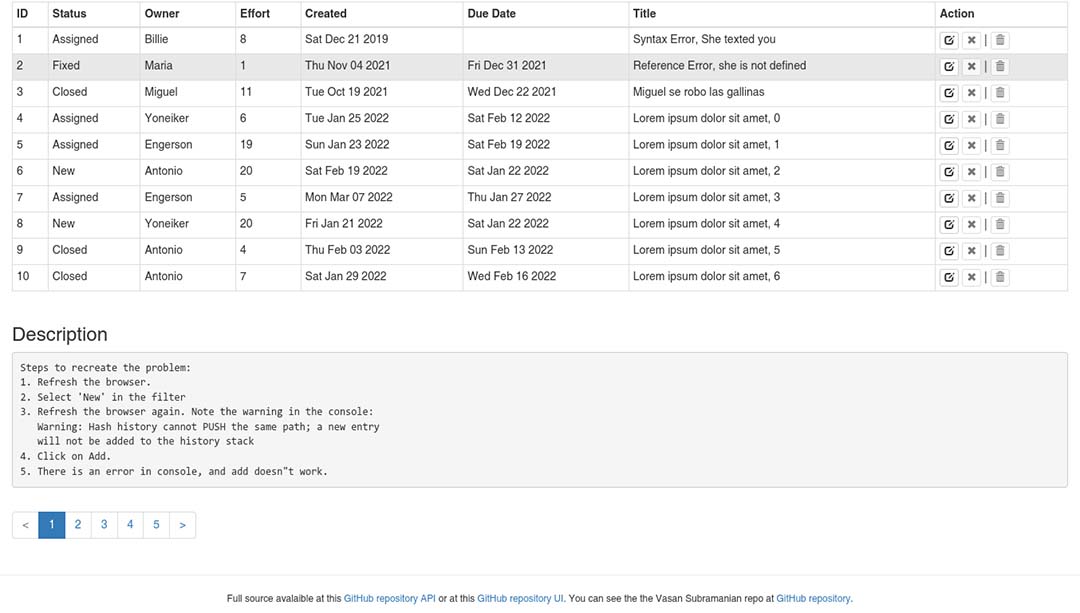 ID Status Owner Effort Created Due Date Title Action
1 Assigned Billie 8 Sat Dec 21 2019 Syntax Error, She texted you |
2 Fixed Maria 1 Thu Nov 04 2021 Fri Dec 31 2021 Reference Error, she is not defined |
3 Closed Miguel 11 Tue Oct 19 2021 Wed Dec 22 2021 Miguel se robo las gallinas |
4 Assigned Yoneiker 6 Tue Jan 25 2022 Sat Feb 12 2022 Lorem ipsum dolor sit amet, 0 |
5 Assigned Engerson 19 Sun Jan 23 2022 Sat Feb 19 2022 Lorem ipsum dolor sit amet, 1 |
6 New Antonio 20 Sat Feb 19 2022 Sat Jan 22 2022 Lorem ipsum dolor sit amet, 2 |
7 Assigned Engerson 5 Mon Mar 07 2022 Thu Jan 27 2022 Lorem ipsum dolor sit amet, 3 |
8 New Yoneiker 20 Fri Jan 21 2022 Sat Jan 22 2022 Lorem ipsum dolor sit amet, 4 |
9 Closed Antonio 4 Thu Feb 03 2022 Sun Feb 13 2022 Lorem ipsum dolor sit amet, 5 |
10 Closed Antonio 7 Sat Jan 29 2022 Wed Feb 16 2022 Lorem ipsum dolor sit amet, 6 |
Description
Steps to recreate the problem:
1. Refresh the browser.
2. Select 'New' in the filter
3. Refresh the browser again. Note the warning in the console:
Warning: Hash history cannot PUSH the same path; a new entry
will not be added to the history stack
4. Click on Add.
5. There is an error in console, and add doesn"t work.
< 1 2 3 4 5 >
Full source avalaible at this GitHub repository API or at this GitHub repository UI. You can see the the Vasan Subramanian repo at GitHub repository.